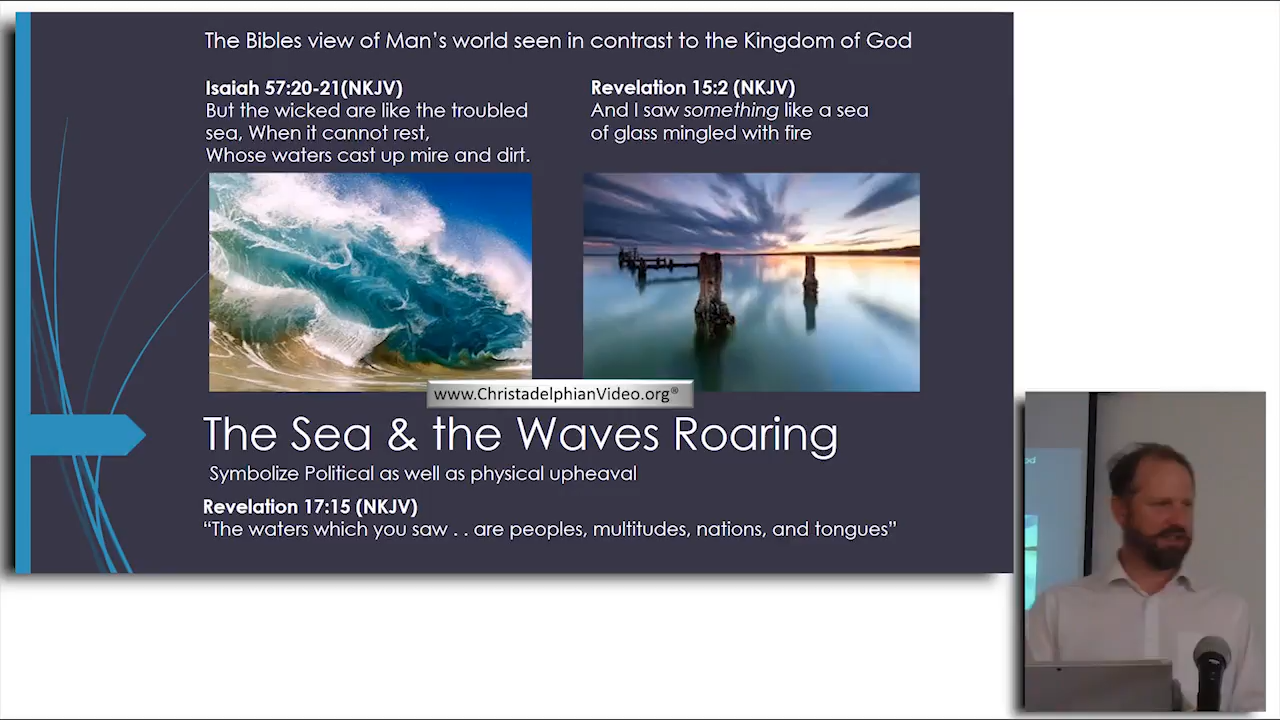 The Bibles view of Man's world seen in contrast to the Kingdom of God
Isaiah 57:20-21(NKJV)
But the wicked are like the troubled
sea, When it cannot rest,
Whose waters cast up mire and dirt.
Revelation 15:2 (NKJV)
And I saw something like a sea
of glass mingled with fire
www.ChristadelphianVideo.org®
The Sea & the Waves Roaring
Symbolize Political as well as physical upheaval
Revelation 17:15 (NKJV)
“The waters which you saw . . are peoples, multitudes, nations, and tongues”